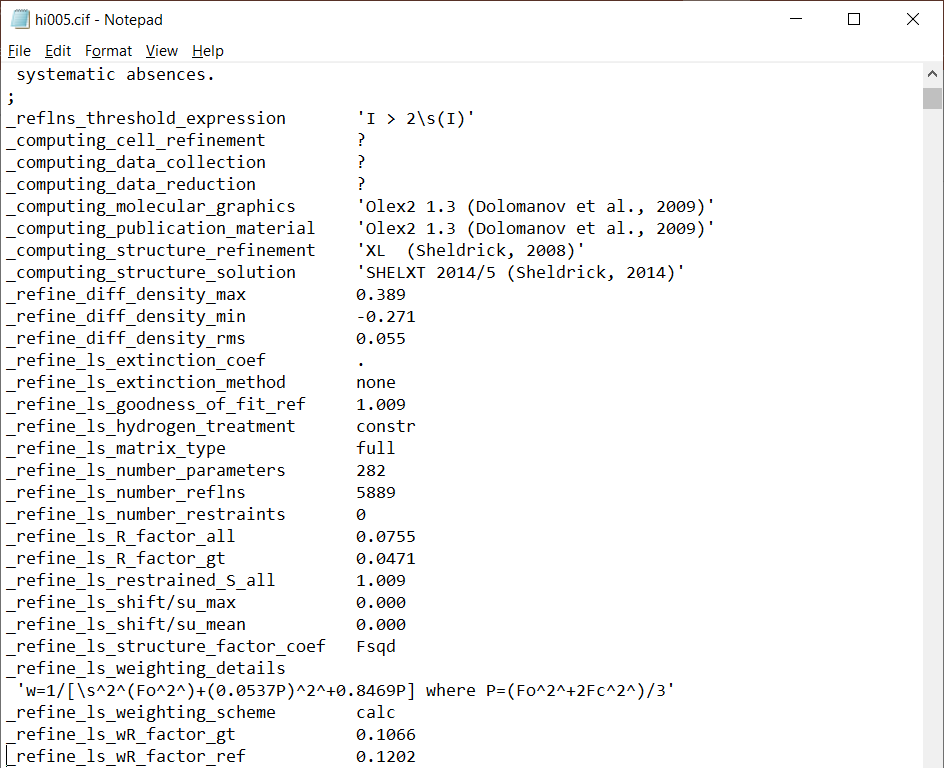 hi005.cif - Notepad
File Edit Format View Help
systematic absences.
;
_reflns_threshold_expression 'I > 2\s(I)'
_computing_cell_refinement ?
_computing_data_collection ?
_computing_data_reduction ?
_computing_molecular_graphics 'Olex2 1.3 (Dolomanov et al., 2009)'
_computing_publication_material 'Olex2 1.3 (Dolomanov et al., 2009)'
_computing_structure_refinement 'XL  (Sheldrick, 2008)'
_computing_structure_solution 'SHELXT 2014/5 (Sheldrick, 2014)'
_refine_diff_density_max 0.389
_refine_diff_density_min -0.271
_refine_diff_density_rms 0.055
_refine_ls_extinction_coef .
_refine_ls_extinction_method none
_refine_ls_goodness_of_fit_ref 1.009
_refine_ls_hydrogen_treatment constr
_refine_ls_matrix_type full
_refine_ls_number_parameters 282
_refine_ls_number_reflns 5889
_refine_ls_number_restraints 0
_refine_ls_R_factor_all 0.0755
_refine_ls_R_factor_gt 0.0471
_refine_ls_restrained_S_all 1.009
_refine_ls_shift/su_max 0.000
_refine_ls_shift/su_mean 0.000
_refine_ls_structure_factor_coef Fsqd
_refine_ls_weighting_details
'w=1/[\s^2^(Fo^2^)+(0.0537P)^2^+0.8469P] where P=(Fo^2^+2Fc^2^)/3'
_refine_ls_weighting_scheme calc
_refine_ls_wR_factor_gt 0.1066
_refine_ls_wR_factor_ref 0.1202